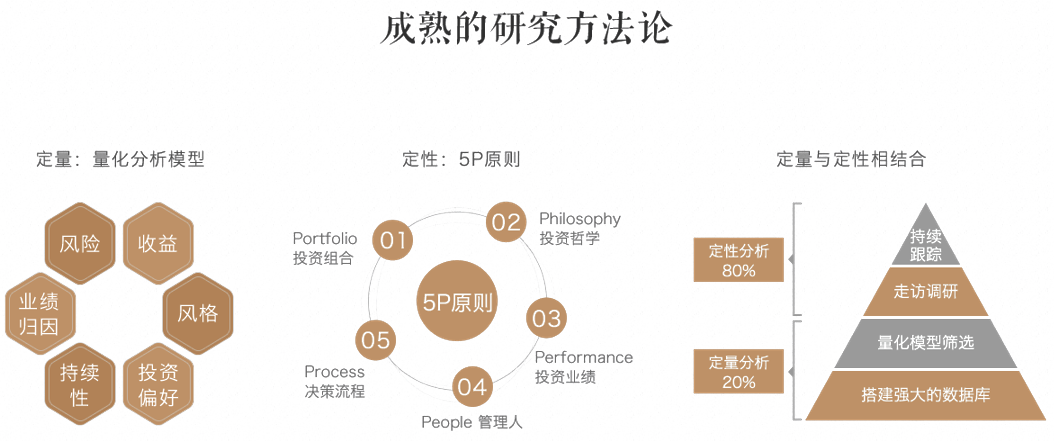 成熟的研究方法论
定量：量化分析模型
风险
收益
业绩
归因
风格
持续
性
投资
偏好
定性：5P原则
01
Portfolio
投资组合
02
Philosophy
投资哲学
5P原则
03
Performance
投资业绩
04
People 管理人
05
Process
决策流程
定量与定性相结合
定性分析
80%
定量分析
20%
持续
跟踪
走访调研
量化模型筛选
搭建强大的数据库